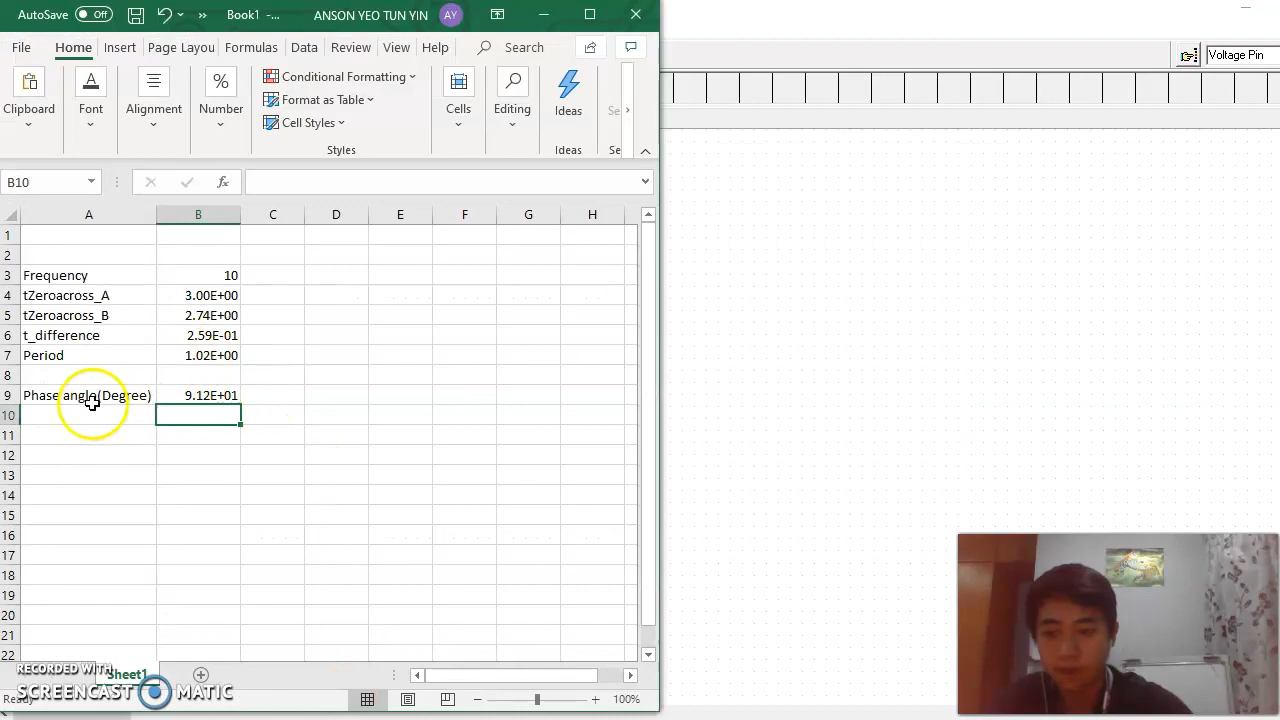 AutoSave Off Book1 -... ANSON YEO TUN YIN AY
File Home Insert Page Layou Formulas Data Review View Help Search
Voltage Pin
Clipboard Font Alignment Number Conditional Formatting Format as Table Cell Styles Cells Editing Ideas Se
Styles Ideas Se
B10 fx
A B C D E F G H
1
2
3 Frequency 10
4 tZeroacross_A 3.00E+00
5 tZeroacross_B 2.74E+00
6 t_difference 2.59E-01
7 Period 1.02E+00
8
9 Phase angle(Degree) 9.12E+01
10
11
12
13
14
15
16
17
18
19
20
21
22
RECORDED WITH
SCREENCAST MATIC
Sheet1
Ready 100%